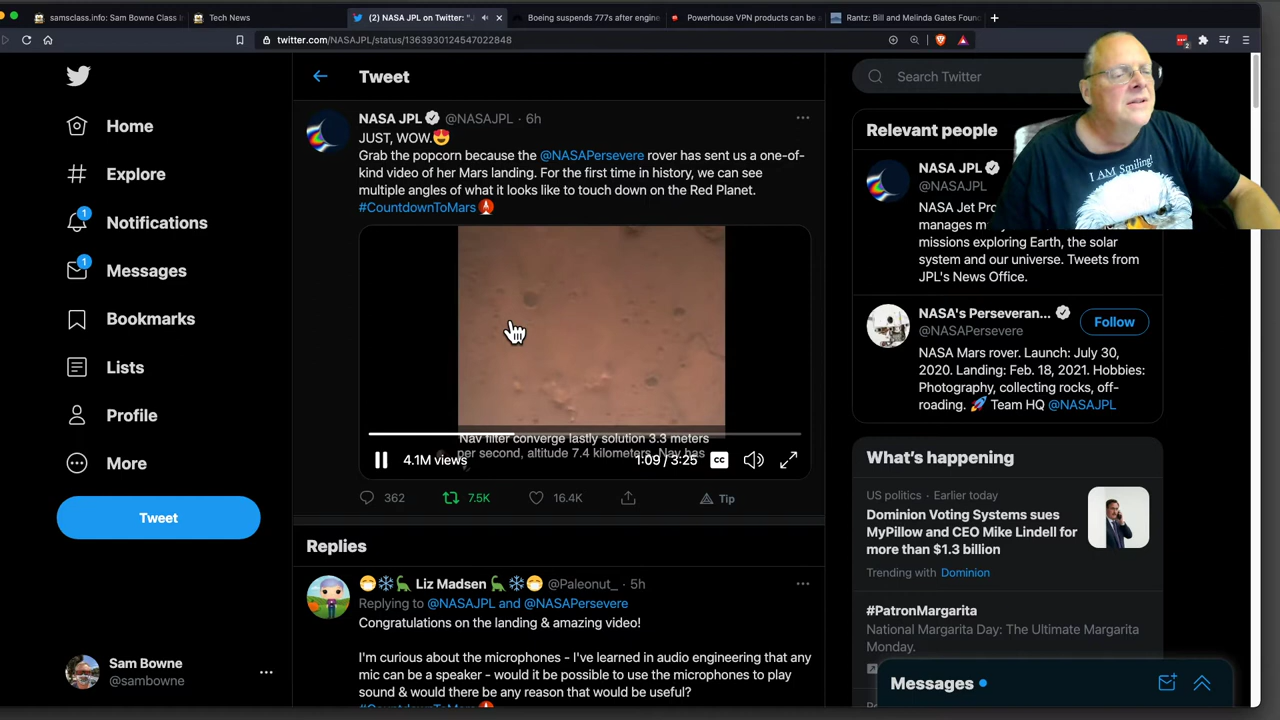 samsclass.info: Sam Bowne Class I
Tech News
(2) NASA JPL on Twitter: "J
Boeing suspends 777s after engine
Powerhouse VPN products can be
Rantz: Bill and Melinda Gates Foun
twitter.com/NASAJPL/status/1363930124547022848
2
Home
Explore
1
Notifications
1
Messages
Bookmarks
Lists
Profile
More
Tweet
Sam Bowne
@sambowne
Tweet
NASA JPL @NASAJPL · 6h
JUST, WOW.😍
Grab the popcorn because the @NASAPersevere rover has sent us a one-of-
kind video of her Mars landing. For the first time in history, we can see
multiple angles of what it looks like to touch down on the Red Planet.
#CountdownToMars
Nav filter converge lastly solution 3.3 meters
per second, altitude 7.4 kilometers. Nav has
4.1M views
1:09 / 3:25
CC
362
7.5K
16.4K
Tip
Replies
😷❄️🦕 Liz Madsen 🦕❄️😷 @Paleonut_ · 5h
Replying to @NASAJPL and @NASAPersevere
Congratulations on the landing & amazing video!
I'm curious about the microphones - I've learned in audio engineering that any
mic can be a speaker - would it be possible to use the microphones to play
sound & would there be any reason that would be useful?
#CountdownToMars
Search Twitter
I AM Smiling!
Relevant people
NASA JPL
@NASAJPL
NASA Jet Pro
manages m
missions exploring Earth, the solar
system and our universe. Tweets from
JPL's News Office.
NASA's Perseveran...
@NASAPersevere
Follow
NASA Mars rover. Launch: July 30,
2020. Landing: Feb. 18, 2021. Hobbies:
Photography, collecting rocks, off-
roading. 🚀 Team HQ @NASAJPL
What's happening
US politics · Earlier today
Dominion Voting Systems sues
MyPillow and CEO Mike Lindell for
more than $1.3 billion
Trending with Dominion
#PatronMargarita
National Margarita Day: The Ultimate Margarita
Monday.
Messages